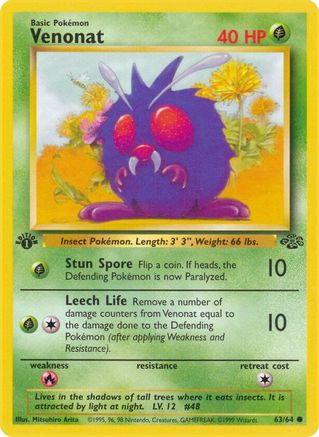 Basic Pokémon
Venonat 40 HP
EDITION 1
Insect Pokémon. Length: 3' 3", Weight: 66 lbs.
Stun Spore Flip a coin. If heads, the 10
Defending Pokémon is now Paralyzed.
Leech Life Remove a number of 10
damage counters from Venonat equal
to the damage done to the Defending
Pokémon (after applying Weakness and
Resistance).
weakness resistance retreat cost
Lives in the shadows of tall trees where it eats insects. It is
attracted by light at night. LV. 12 #48
Illus. Mitsuhiro Arita ©1995, 96, 98 Nintendo, Creatures, GAMEFREAK. ©1999 Wizards. 63/64